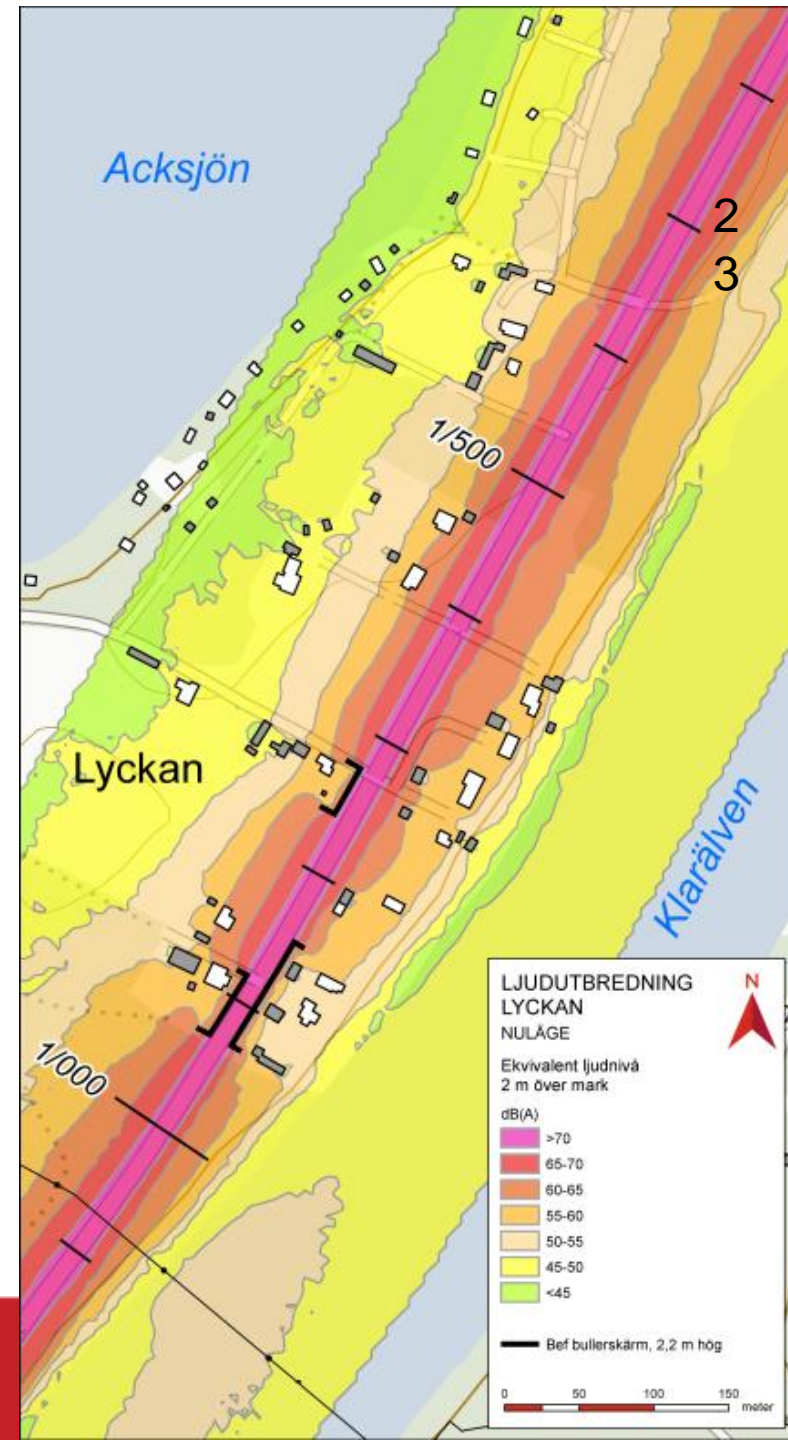 Acksjön
2
3
1/500
Lyckan
Klarälven
1/000
LJUDUTBREDNING
LYCKAN
NULÄGE
N
Ekvivalent ljudnivå
2 m över mark
dB(A)
>70
65-70
60-65
55-60
50-55
45-50
<45
Bef bullerskärm, 2,2 m hög
0 50 100 150
meter